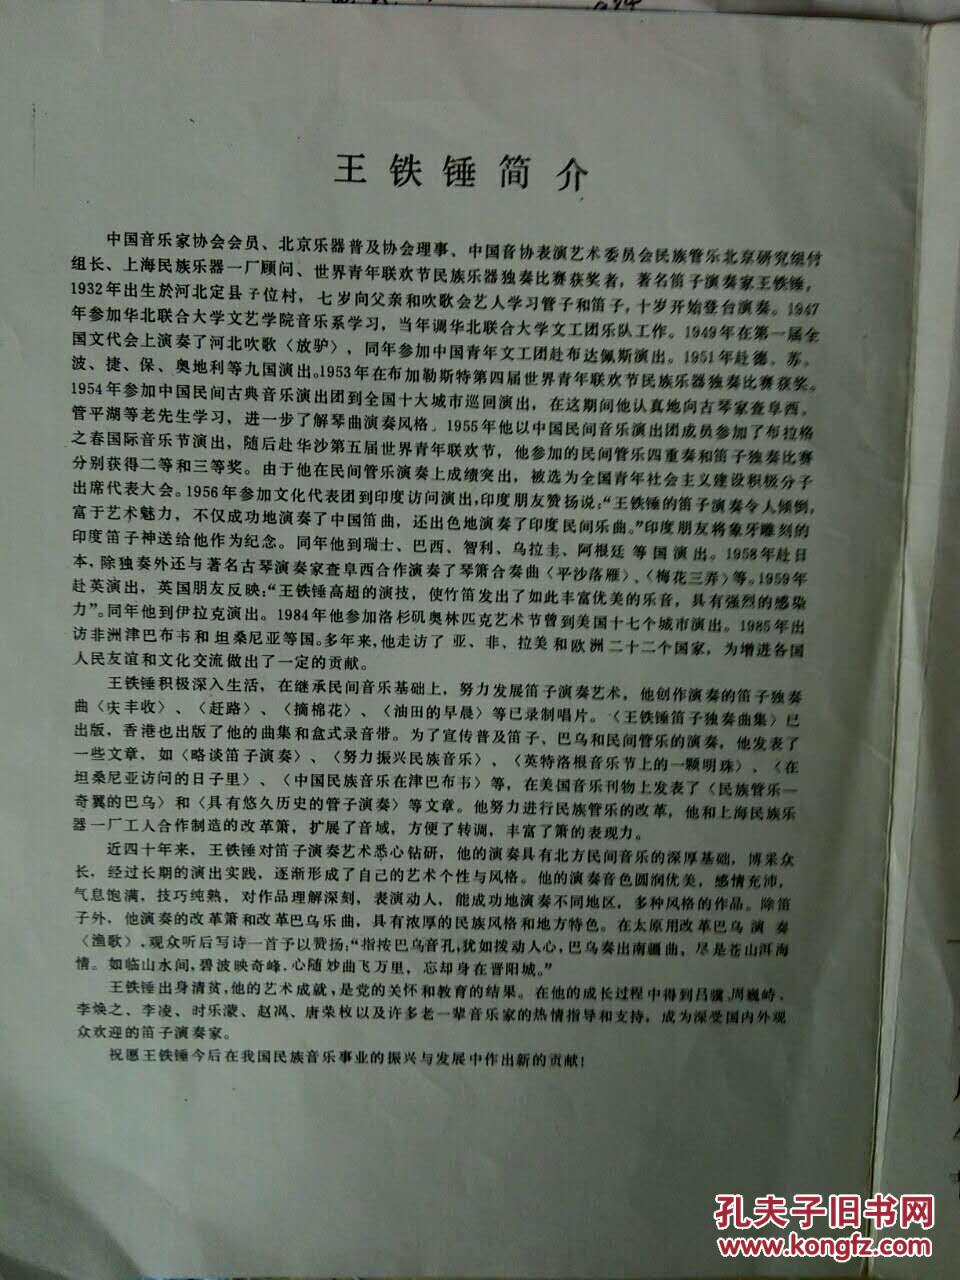 王铁锤简介
中国音乐家协会会员、北京乐器普及协会理事、中国音协表演艺术委员会民族管乐北京研究组付
组长、上海民族乐器一厂顾问、世界青年联欢节民族乐器独奏比赛获奖者，著名笛子演奏家王铁锤，
1932年出生於河北定县子位村，七岁向父亲和吹歌会艺人学习管子和笛子，十岁开始登台演奏。1947
年参加华北联合大学文艺学院音乐系学习，当年调华北联合大学文工团乐队工作。1949年在第一届全
国文代会上演奏了河北吹歌〈放驴〉，同年参加中国青年文工团赴布达佩斯演出。1951年赴德、苏、
波、捷、保、奥地利等九国演出。1953年在布加勒斯特第四届世界青年联欢节民族乐器独奏比赛获奖。
1954年参加中国民间古典音乐演出团到全国十大城市巡回演出，在这期间他认真地向古琴家查阜西、
管平湖等老先生学习，进一步了解琴曲演奏风格。1955年他以中国民间音乐演出团成员参加了布拉格
之春国际音乐节演出，随后赴华沙第五届世界青年联欢节，他参加的民间管乐四重奏和笛子独奏比赛
分别获得二等和三等奖。由于他在民间管乐演奏上成绩突出，被选为全国青年社会主义建设积极分子
出席代表大会。1956年参加文化代表团到印度访问演出，印度朋友赞扬说：“王铁锤的笛子演奏令人倾倒，
富于艺术魅力，不仅成功地演奏了中国笛曲，还出色地演奏了印度民间乐曲。”印度朋友将象牙雕刻的
印度笛子神送给他作为纪念。同年他到瑞士、巴西、智利、乌拉圭、阿根廷等国演出。1958年赴日
本，除独奏外还与著名古琴演奏家查阜西合作演奏了琴箫合奏曲〈平沙落雁〉、〈梅花三弄〉等。1959年
赴英演出，英国朋友反映：“王铁锤高超的演技，使竹笛发出了如此丰富优美的乐音，具有强烈的感染
力”。同年他到伊拉克演出。1984年他参加洛杉矶奥林匹克艺术节曾到美国十七个城市演出。1985年出
访非洲津巴布韦和坦桑尼亚等国。多年来，他走访了亚、非、拉美和欧洲二十二个国家，为增进各国
人民友谊和文化交流做出了一定的贡献。
王铁锤积极深入生活，在继承民间音乐基础上，努力发展笛子演奏艺术，他创作演奏的笛子独奏
曲〈庆丰收〉、〈赶路〉、〈摘棉花〉、〈油田的早晨〉等已录制唱片。〈王铁锤笛子独奏曲集〉已
出版，香港也出版了他的曲集和盒式录音带。为了宣传普及笛子、巴乌和民间管乐的演奏，他发表了
一些文章，如〈略谈笛子演奏〉、〈努力振兴民族音乐〉、〈英特洛根音乐节上的一颗明珠〉、〈在
坦桑尼亚访问的日子里〉、〈中国民族音乐在津巴布韦〉等，在美国音乐刊物上发表了〈民族管乐—
奇翼的巴乌〉和〈具有悠久历史的管子演奏〉等文章。他努力进行民族管乐的改革，他和上海民族乐
器一厂工人合作制造的改革箫，扩展了音域，方便了转调，丰富了箫的表现力。
近四十年来，王铁锤对笛子演奏艺术悉心钻研，他的演奏具有北方民间音乐的深厚基础，博采众
长，经过长期的演出实践，逐渐形成了自己的艺术个性与风格。他的演奏音色圆润优美，感情充沛，
气息饱满，技巧纯熟，对作品理解深刻，表演动人，能成功地演奏不同地区，多种风格的作品。除笛
子外，他演奏的改革箫和改革巴乌乐曲，具有浓厚的民族风格和地方特色。在太原用改革巴乌演奏
〈渔歌〉，观众听后写诗一首予以赞扬：“指按巴乌音孔，犹如拨动人心，巴乌奏出南疆曲，尽是苍山洱海
情。如临山水间，碧波映奇峰，心随妙曲飞万里，忘却身在晋阳城。”
王铁锤出身清贫，他的艺术成就，是党的关怀和教育的结果。在他的成长过程中得到吕骥、周巍峙、
李焕之、李凌、时乐濛、赵沨、唐荣枚以及许多老一辈音乐家的热情指导和支持，成为深受国内外观
众欢迎的笛子演奏家。
祝愿王铁锤今后在我国民族音乐事业的振兴与发展中作出新的贡献！
孔夫子旧书网
www.kongfz.com